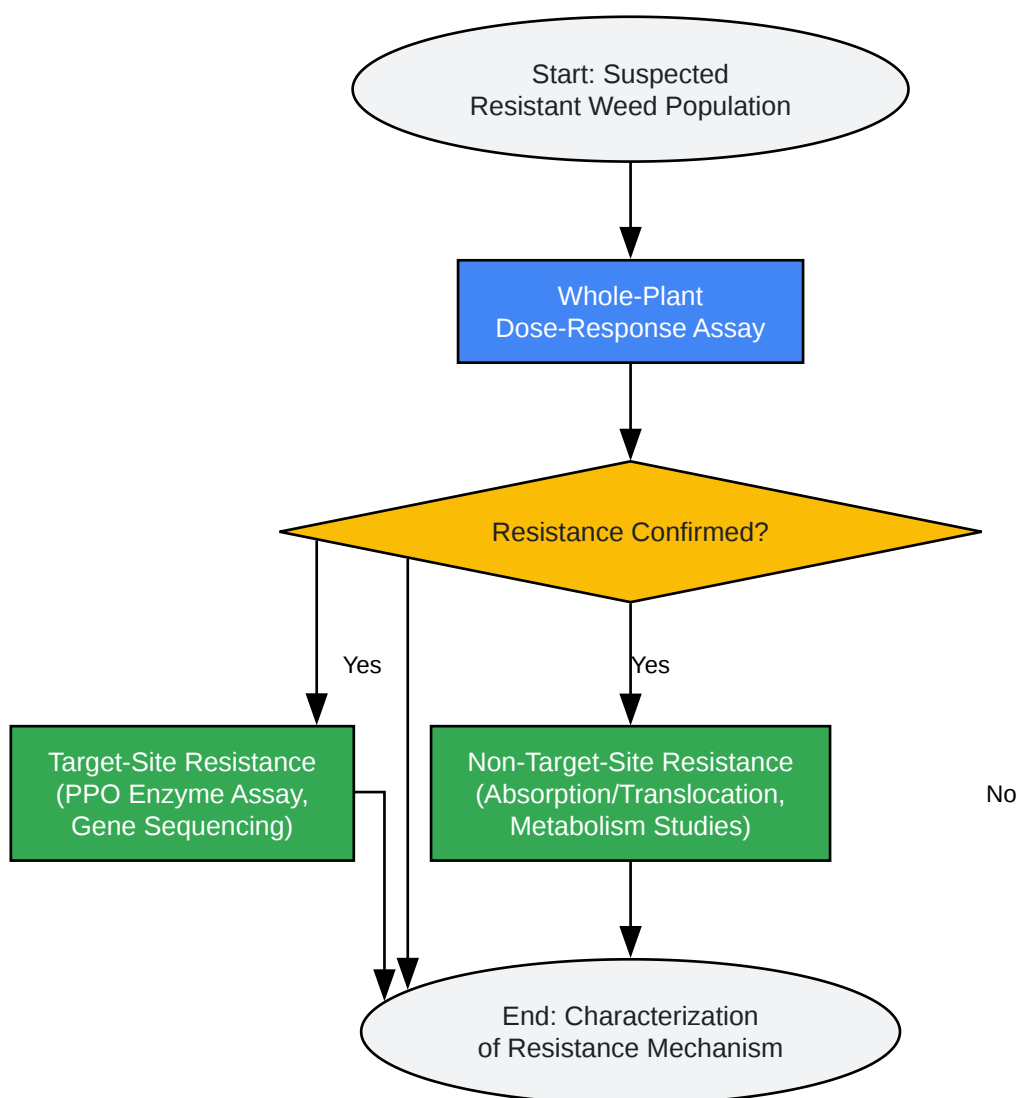 Start: Suspected
Resistant Weed Population
Whole-Plant
Dose-Response Assay
Resistance Confirmed?
Yes
Yes
Target-Site Resistance
(PPO Enzyme Assay,
Gene Sequencing)
Non-Target-Site Resistance
(Absorption/Translocation,
Metabolism Studies)
No
End: Characterization
of Resistance Mechanism